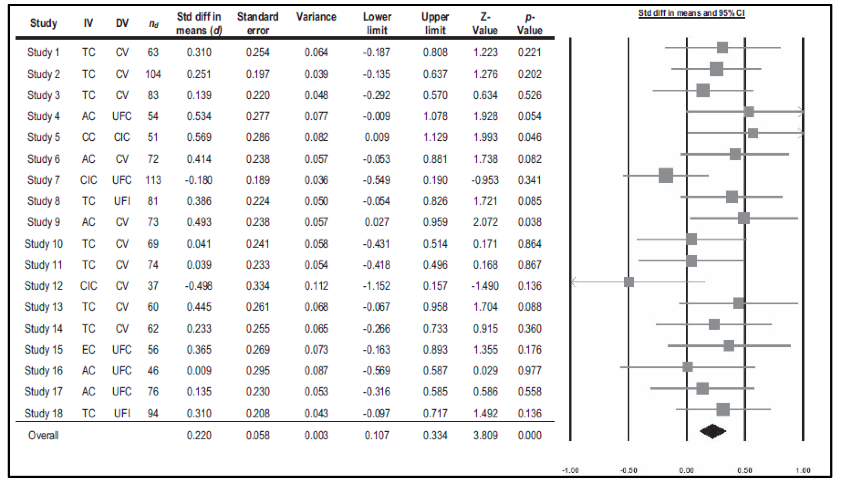 Study IV DV nd Std diff in means (d) Standard error Variance Lower limit Upper limit Z-Value p-Value Std diff in means and 95% CI
Study 1 TC CV 63 0.310 0.254 0.064 -0.187 0.808 1.223 0.221
Study 2 TC CV 104 0.251 0.197 0.039 -0.135 0.637 1.276 0.202
Study 3 TC CV 83 0.139 0.220 0.048 -0.292 0.570 0.634 0.526
Study 4 AC UFC 54 0.534 0.277 0.077 -0.009 1.078 1.928 0.054
Study 5 CC CIC 51 0.569 0.286 0.082 0.009 1.129 1.993 0.046
Study 6 AC CV 72 0.414 0.238 0.057 -0.053 0.881 1.738 0.082
Study 7 CIC UFC 113 -0.180 0.189 0.036 -0.549 0.190 -0.953 0.341
Study 8 TC UFI 81 0.386 0.224 0.050 -0.054 0.826 1.721 0.085
Study 9 AC CV 73 0.493 0.238 0.057 0.027 0.959 2.072 0.038
Study 10 TC CV 69 0.041 0.241 0.058 -0.431 0.514 0.171 0.864
Study 11 TC CV 74 0.039 0.233 0.054 -0.418 0.496 0.168 0.867
Study 12 CIC CV 37 -0.498 0.334 0.112 -1.152 0.157 -1.490 0.136
Study 13 TC CV 60 0.445 0.261 0.068 -0.067 0.958 1.704 0.088
Study 14 TC CV 62 0.233 0.255 0.065 -0.266 0.733 0.915 0.360
Study 15 EC UFC 56 0.365 0.269 0.073 -0.163 0.893 1.355 0.176
Study 16 AC UFC 46 0.009 0.295 0.087 -0.569 0.587 0.029 0.977
Study 17 AC UFC 76 0.135 0.230 0.053 -0.316 0.585 0.586 0.558
Study 18 TC UFI 94 0.310 0.208 0.043 -0.097 0.717 1.492 0.136
Overall 0.220 0.058 0.003 0.107 0.334 3.809 0.000
-1.00 -0.50 0.00 0.50 1.00